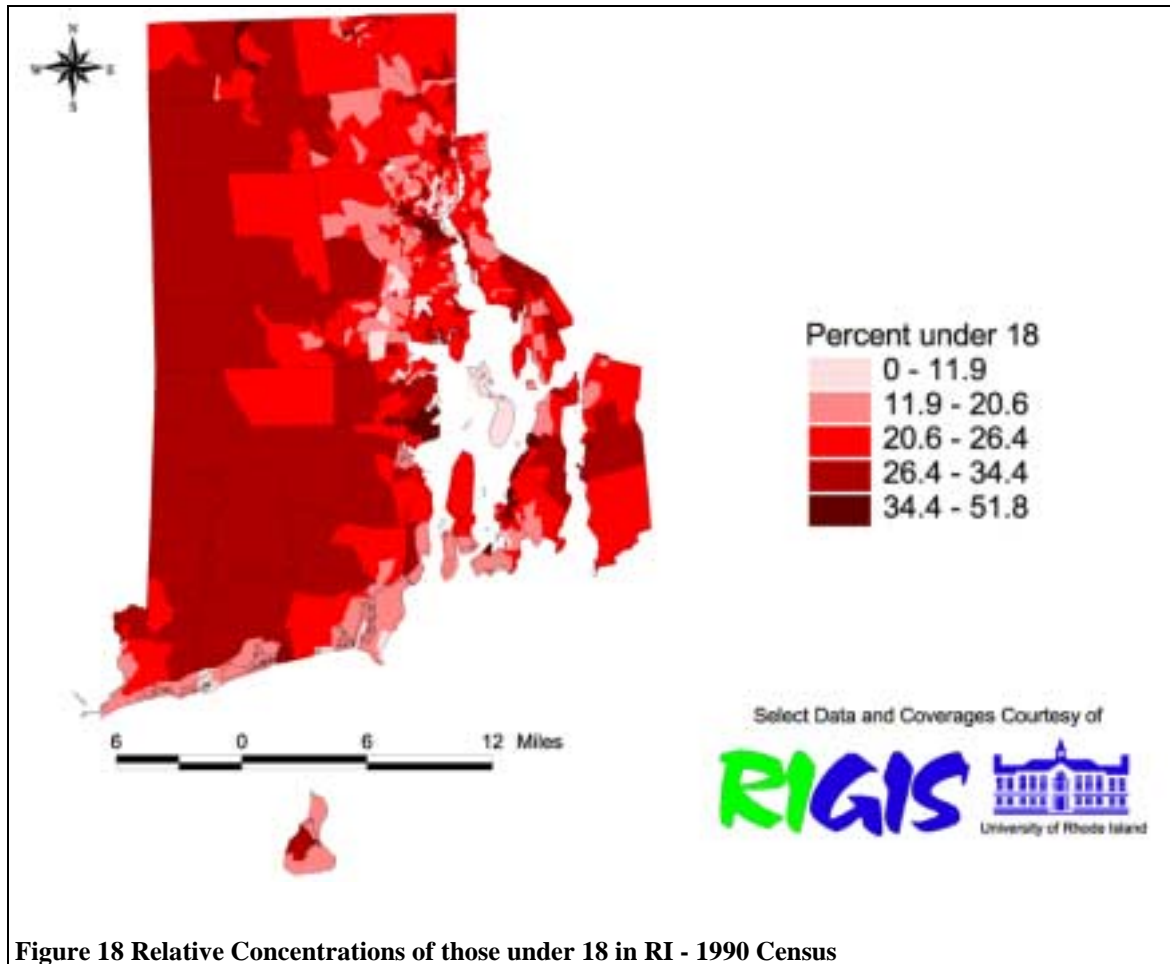 N
W E
S
Percent under 18
0 - 11.9
11.9 - 20.6
20.6 - 26.4
26.4 - 34.4
34.4 - 51.8
6 0 6 12 Miles
Select Data and Coverages Courtesy of
RIGIS
University of Rhode Island
Figure 18 Relative Concentrations of those under 18 in RI - 1990 Census